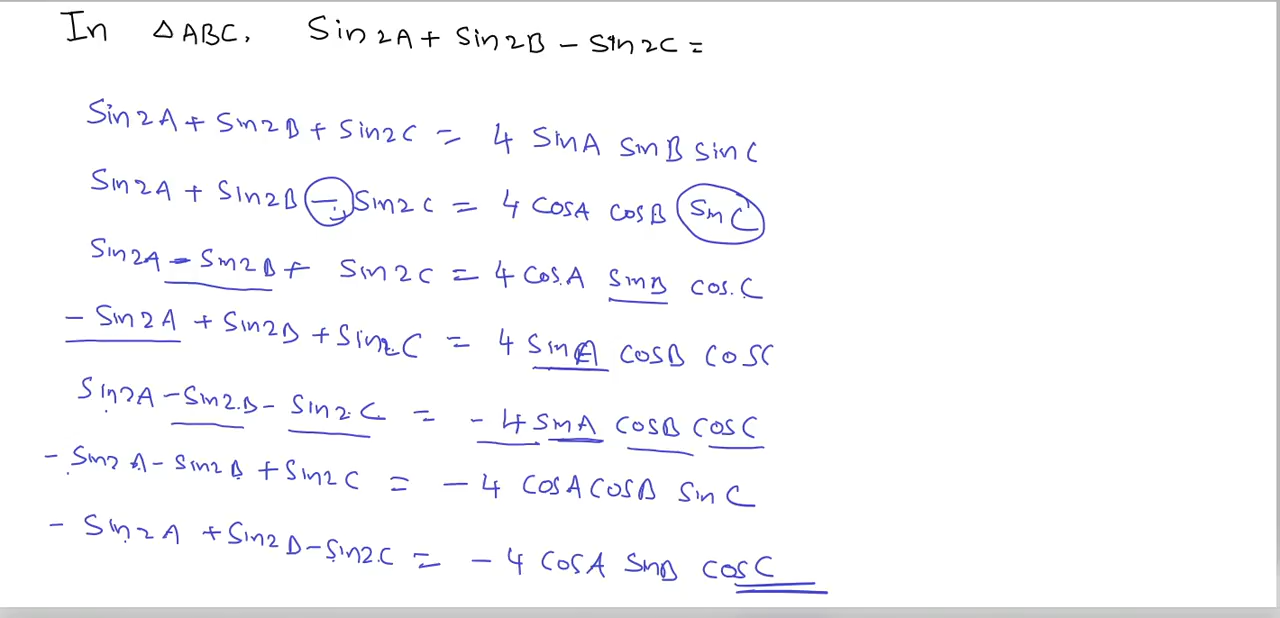 In △ABC, Sin2A + Sin2B − Sin2C =
Sin2A + Sin2B + Sin2C = 4 SinA SinB SinC
Sin2A + Sin2B − Sin2C = 4 CosA CosB SinC
Sin2A − Sin2B + Sin2C = 4 CosA SinB Cos.C
− Sin2A + Sin2B + Sin2C = 4 SinA CosB CosC
Sin2A − Sin2B − Sin2C = − 4 SinA CosB CosC
− Sin2A − Sin2B + Sin2C = − 4 CosA CosB SinC
− Sin2A + Sin2B − Sin2C = − 4 CosA SinB CosC